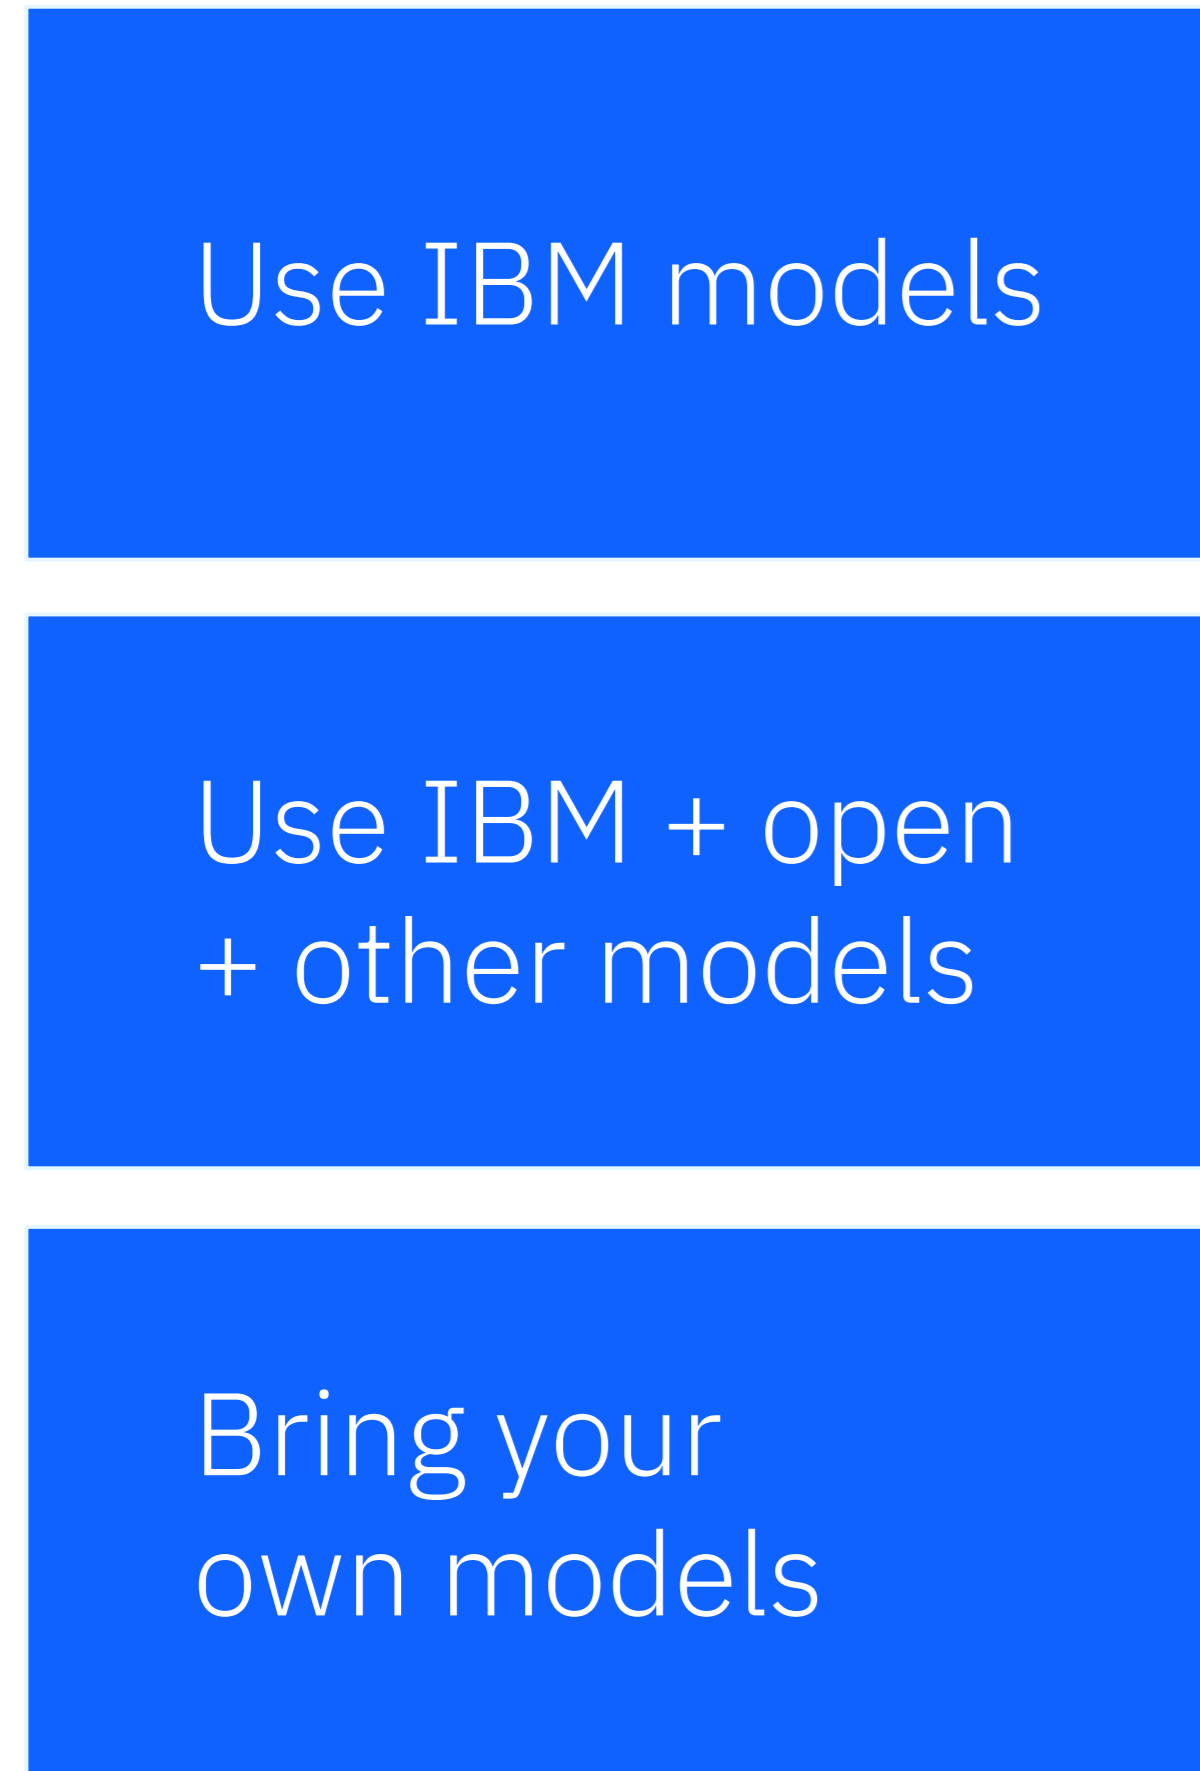 Use IBM models
Use IBM + open
+ other models
Bring your
own models